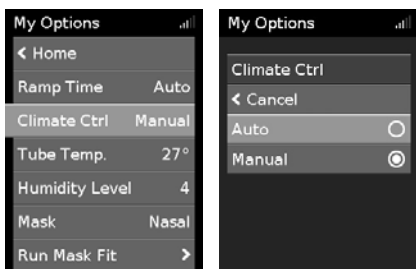 My Options
< Home
Ramp Time Auto
Climate Ctrl Manual
Tube Temp. 27°
Humidity Level 4
Mask Nasal
Run Mask Fit >
My Options
Climate Ctrl
< Cancel
Auto
Manual